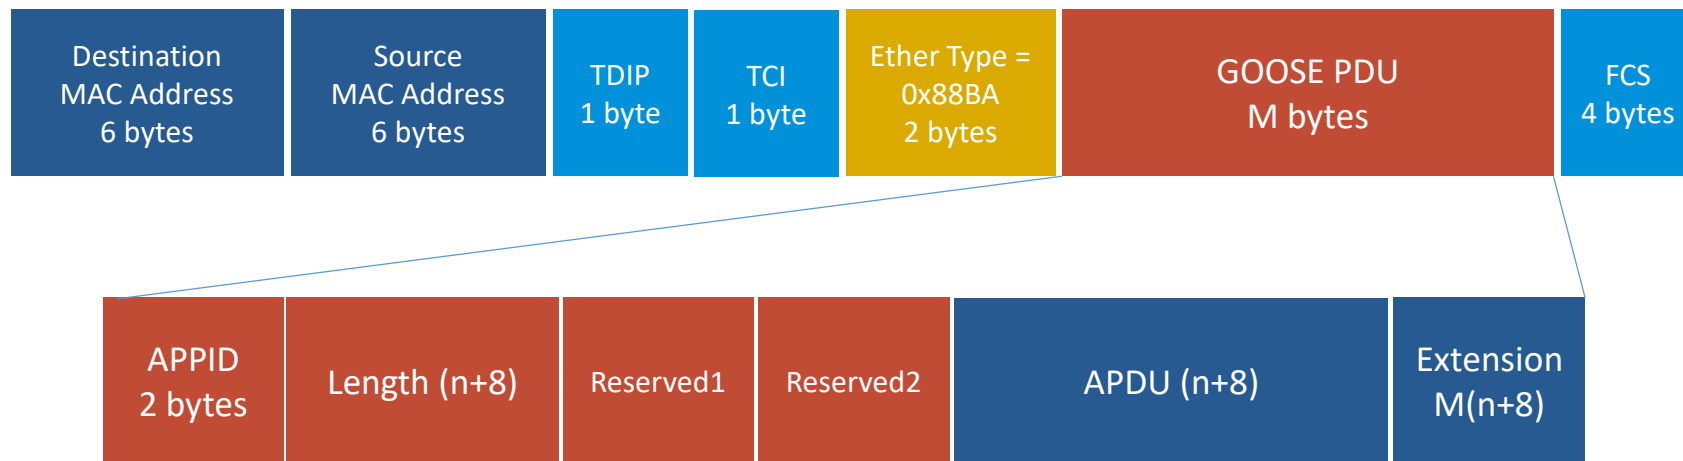 Destination
MAC Address
6 bytes
Source
MAC Address
6 bytes
TDIP
1 byte
TCI
1 byte
Ether Type =
0x88BA
2 bytes
GOOSE PDU
M bytes
FCS
4 bytes
APPID
2 bytes
Length (n+8)
Reserved1
Reserved2
APDU (n+8)
Extension
M(n+8)